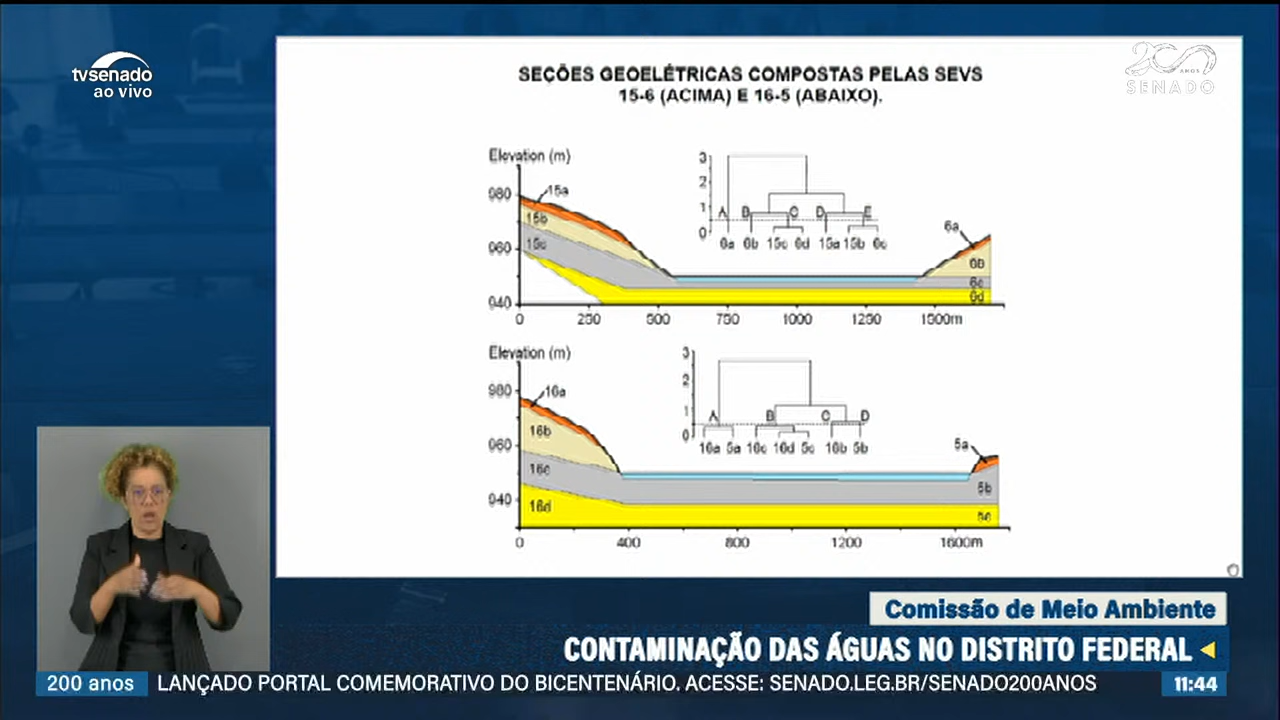 tvsenado
ao vivo
200 ANOS
SENADO
SEÇÕES GEOELÉTRICAS COMPOSTAS PELAS SEVS
15-6 (ACIMA) E 16-5 (ABAIXO).
Elevation (m)
980
960
940
15a
15b
15c
3
2
1
0
A B C D E
6a 6b 15c 6d 15a 15b 6c
6a
6b
6c
6d
0 250 500 750 1000 1250 1500m
Elevation (m)
980
960
940
16a
16b
16c
16d
3
2
1
0
A B C D
16a 5a 16c 16d 5c 16b 5b
5a
5b
5c
0 400 800 1200 1600m
Comissão de Meio Ambiente
CONTAMINAÇÃO DAS ÁGUAS NO DISTRITO FEDERAL
200 anos LANÇADO PORTAL COMEMORATIVO DO BICENTENÁRIO. ACESSE: SENADO.LEG.BR/SENADO200ANOS 11:44